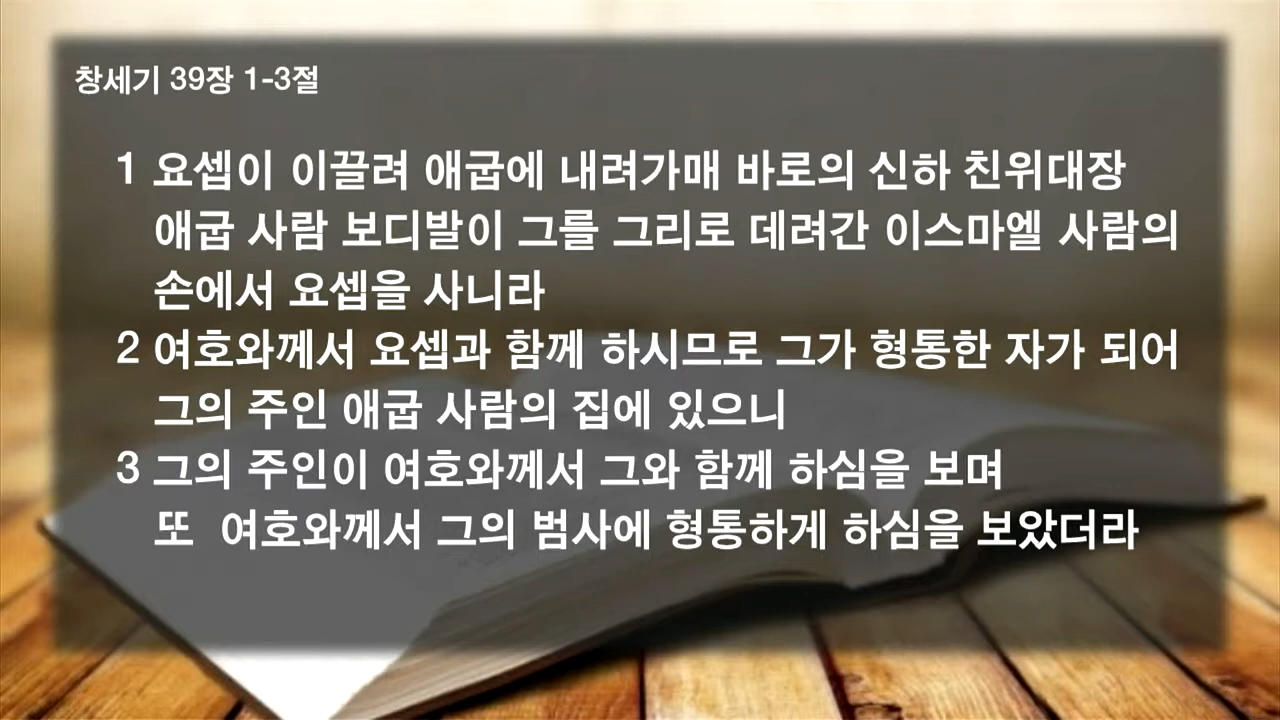 창세기 39장 1-3절
1 요셉이 이끌려 애굽에 내려가매 바로의 신하 친위대장
애굽 사람 보디발이 그를 그리로 데려간 이스마엘 사람의
손에서 요셉을 사니라
2 여호와께서 요셉과 함께 하시므로 그가 형통한 자가 되어
그의 주인 애굽 사람의 집에 있으니
3 그의 주인이 여호와께서 그와 함께 하심을 보며
또 여호와께서 그의 범사에 형통하게 하심을 보았더라